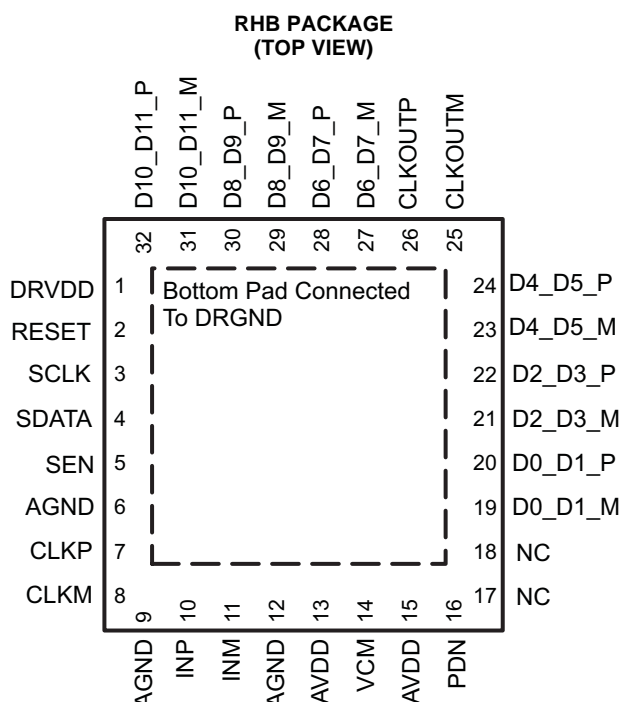 RHB PACKAGE
(TOP VIEW)
D10_D11_P
D10_D11_M
D8_D9_P
D8_D9_M
D6_D7_P
D6_D7_M
CLKOUTP
CLKOUTM
32
31
30
29
28
27
26
25
DRVDD 1
RESET 2
SCLK 3
SDATA 4
SEN 5
AGND 6
CLKP 7
CLKM 8
Bottom Pad Connected
To DRGND
24 D4_D5_P
23 D4_D5_M
22 D2_D3_P
21 D2_D3_M
20 D0_D1_P
19 D0_D1_M
18 NC
17 NC
9
10
11
12
13
14
15
16
AGND
INP
INM
AGND
AVDD
VCM
AVDD
PDN